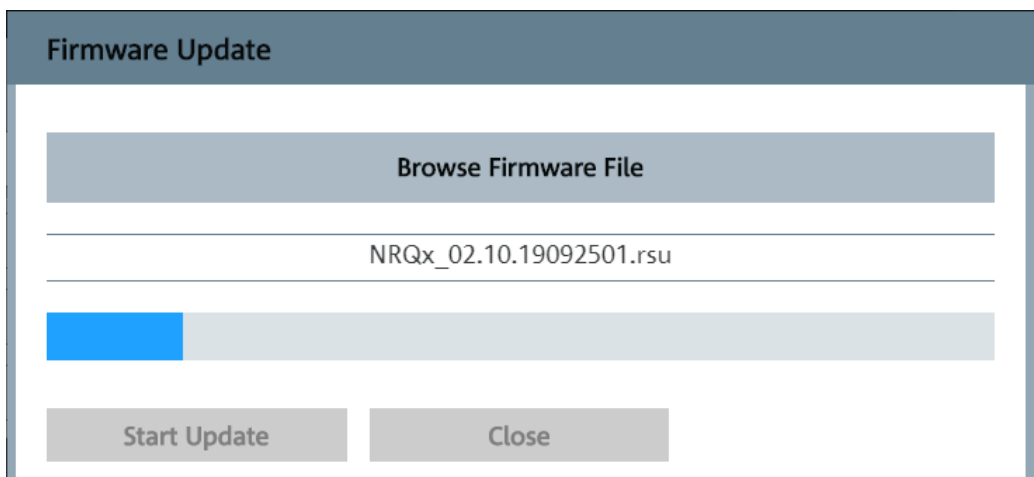 Firmware Update
Browse Firmware File
NRQx_02.10.19092501.rsu
Start Update
Close